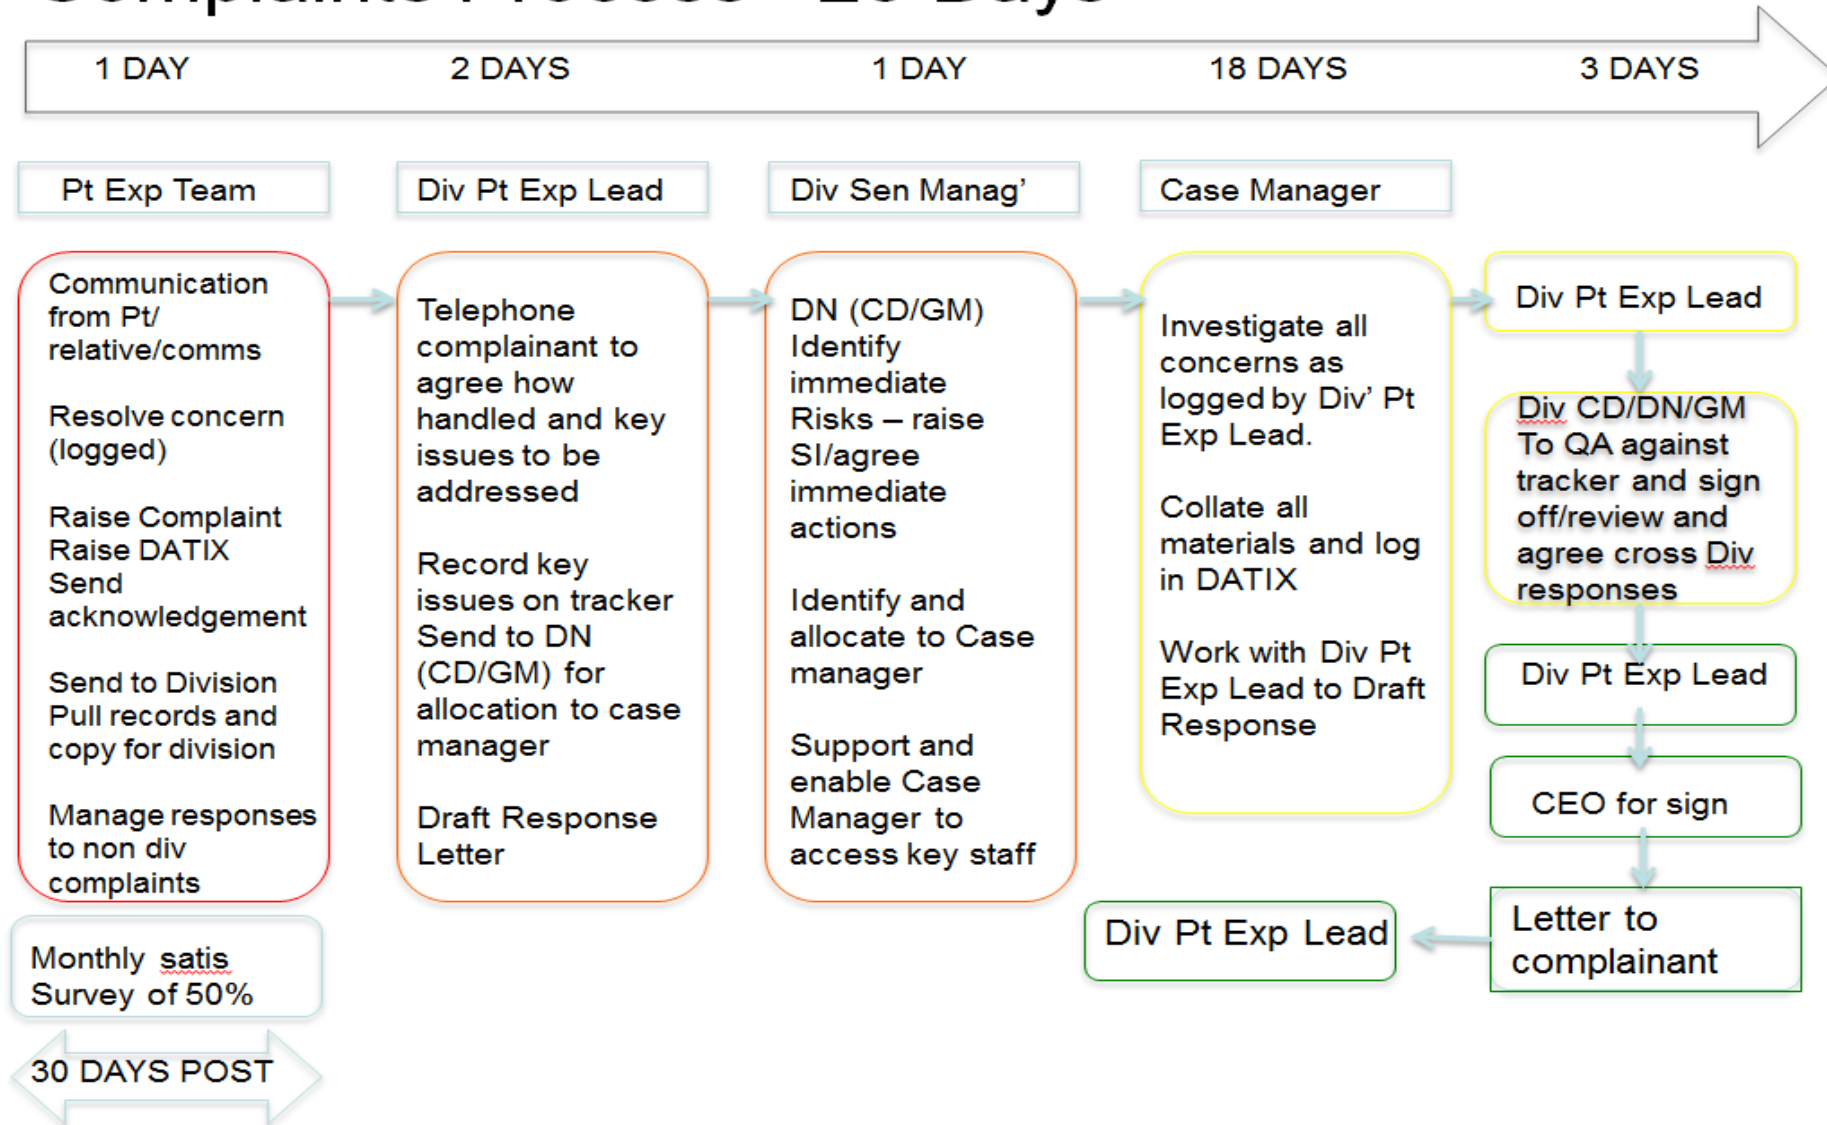 Complaints Process - 25 Days
1 DAY
2 DAYS
1 DAY
18 DAYS
3 DAYS
Pt Exp Team
Div Pt Exp Lead
Div Sen Manag’
Case Manager
Communication
from Pt/
relative/comms
Resolve concern
(logged)
Raise Complaint
Raise DATIX
Send
acknowledgement
Send to Division
Pull records and
copy for division
Manage responses
to non div
complaints
Telephone
complainant to
agree how
handled and key
issues to be
addressed
Record key
issues on tracker
Send to DN
(CD/GM) for
allocation to case
manager
Draft Response
Letter
DN (CD/GM)
Identify
immediate
Risks – raise
SI/agree
immediate
actions
Identify and
allocate to Case
manager
Support and
enable Case
Manager to
access key staff
Investigate all
concerns as
logged by Div’ Pt
Exp Lead.
Collate all
materials and log
in DATIX
Work with Div Pt
Exp Lead to Draft
Response
Div Pt Exp Lead
Div CD/DN/GM
To QA against
tracker and sign
off/review and
agree cross Div
responses
Div Pt Exp Lead
CEO for sign
Letter to
complainant
Div Pt Exp Lead
Monthly satis
Survey of 50%
30 DAYS POST